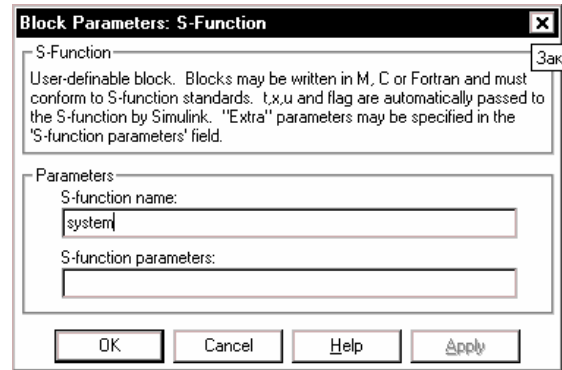 Block Parameters: S-Function
Зак
S-Function
User-definable block. Blocks may be written in M, C or Fortran and must
conform to S-function standards. t,x,u and flag are automatically passed to
the S-function by Simulink. "Extra" parameters may be specified in the
'S-function parameters' field.
Parameters
S-function name:
system
S-function parameters:
OK Cancel Help Apply